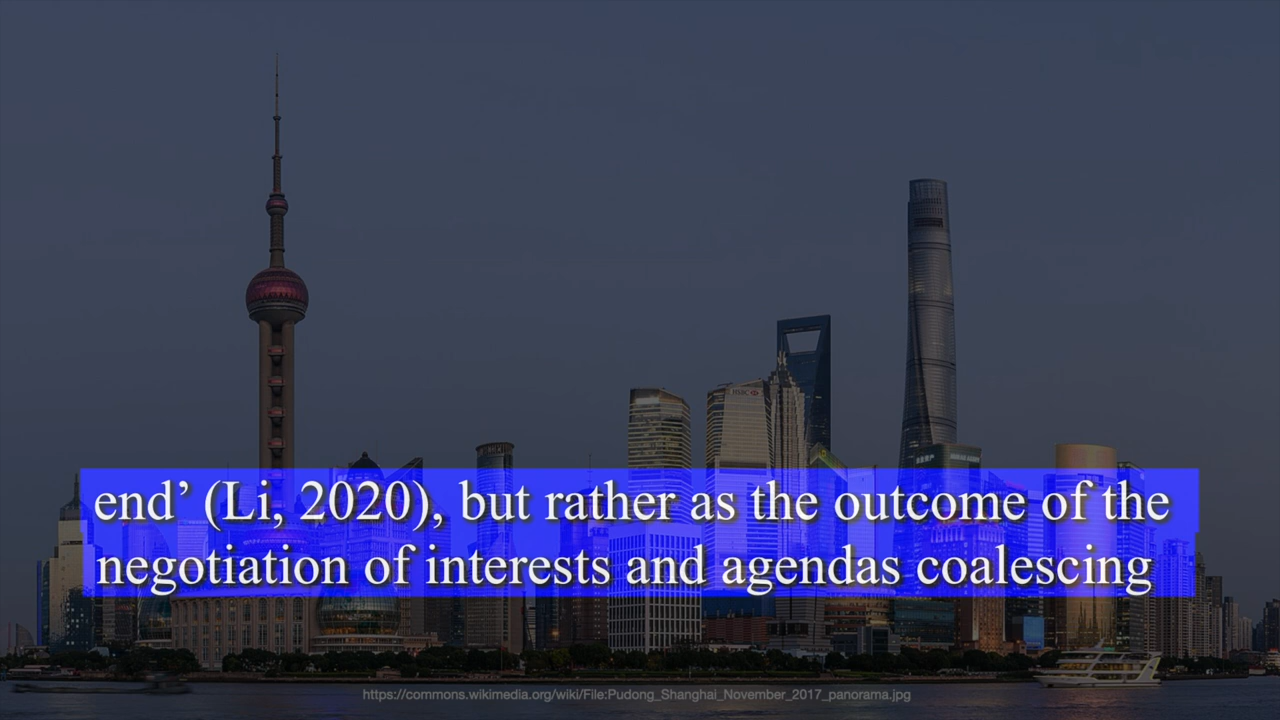 HSBC
end’ (Li, 2020), but rather as the outcome of the
negotiation of interests and agendas coalescing
https://commons.wikimedia.org/wiki/File:Pudong_Shanghai_November_2017_panorama.jpg